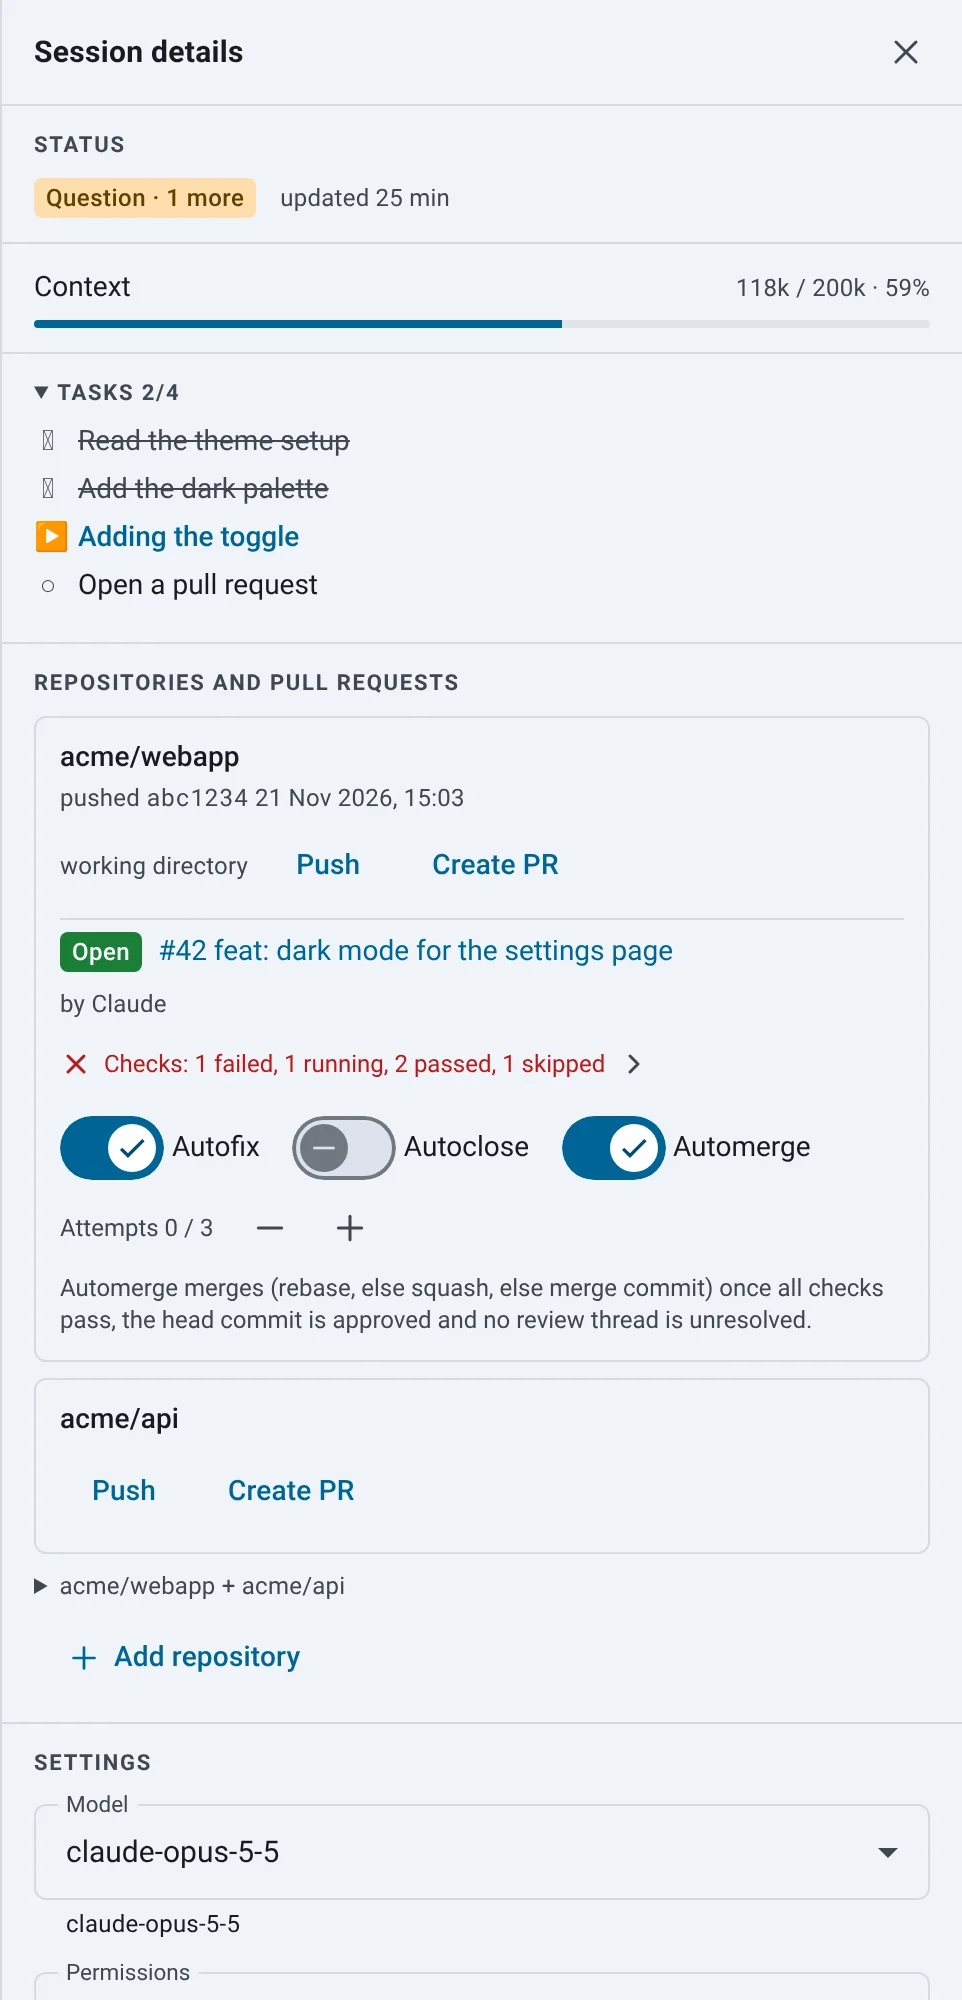 Session details
STATUS
Question · 1 more updated 25 min
Context 118k / 200k · 59%
▼ TASKS 2/4
Read the theme setup
Add the dark palette
▶️ Adding the toggle
○ Open a pull request
REPOSITORIES AND PULL REQUESTS
acme/webapp
pushed abc1234 21 Nov 2026, 15:03
working directory Push Create PR
Open #42 feat: dark mode for the settings page
by Claude
Checks: 1 failed, 1 running, 2 passed, 1 skipped
Autofix Autoclose Automerge
Attempts 0 / 3
Automerge merges (rebase, else squash, else merge commit) once all checks
pass, the head commit is approved and no review thread is unresolved.
acme/api
Push Create PR
▶ acme/webapp + acme/api
+ Add repository
SETTINGS
Model
claude-opus-5-5
claude-opus-5-5
Permissions